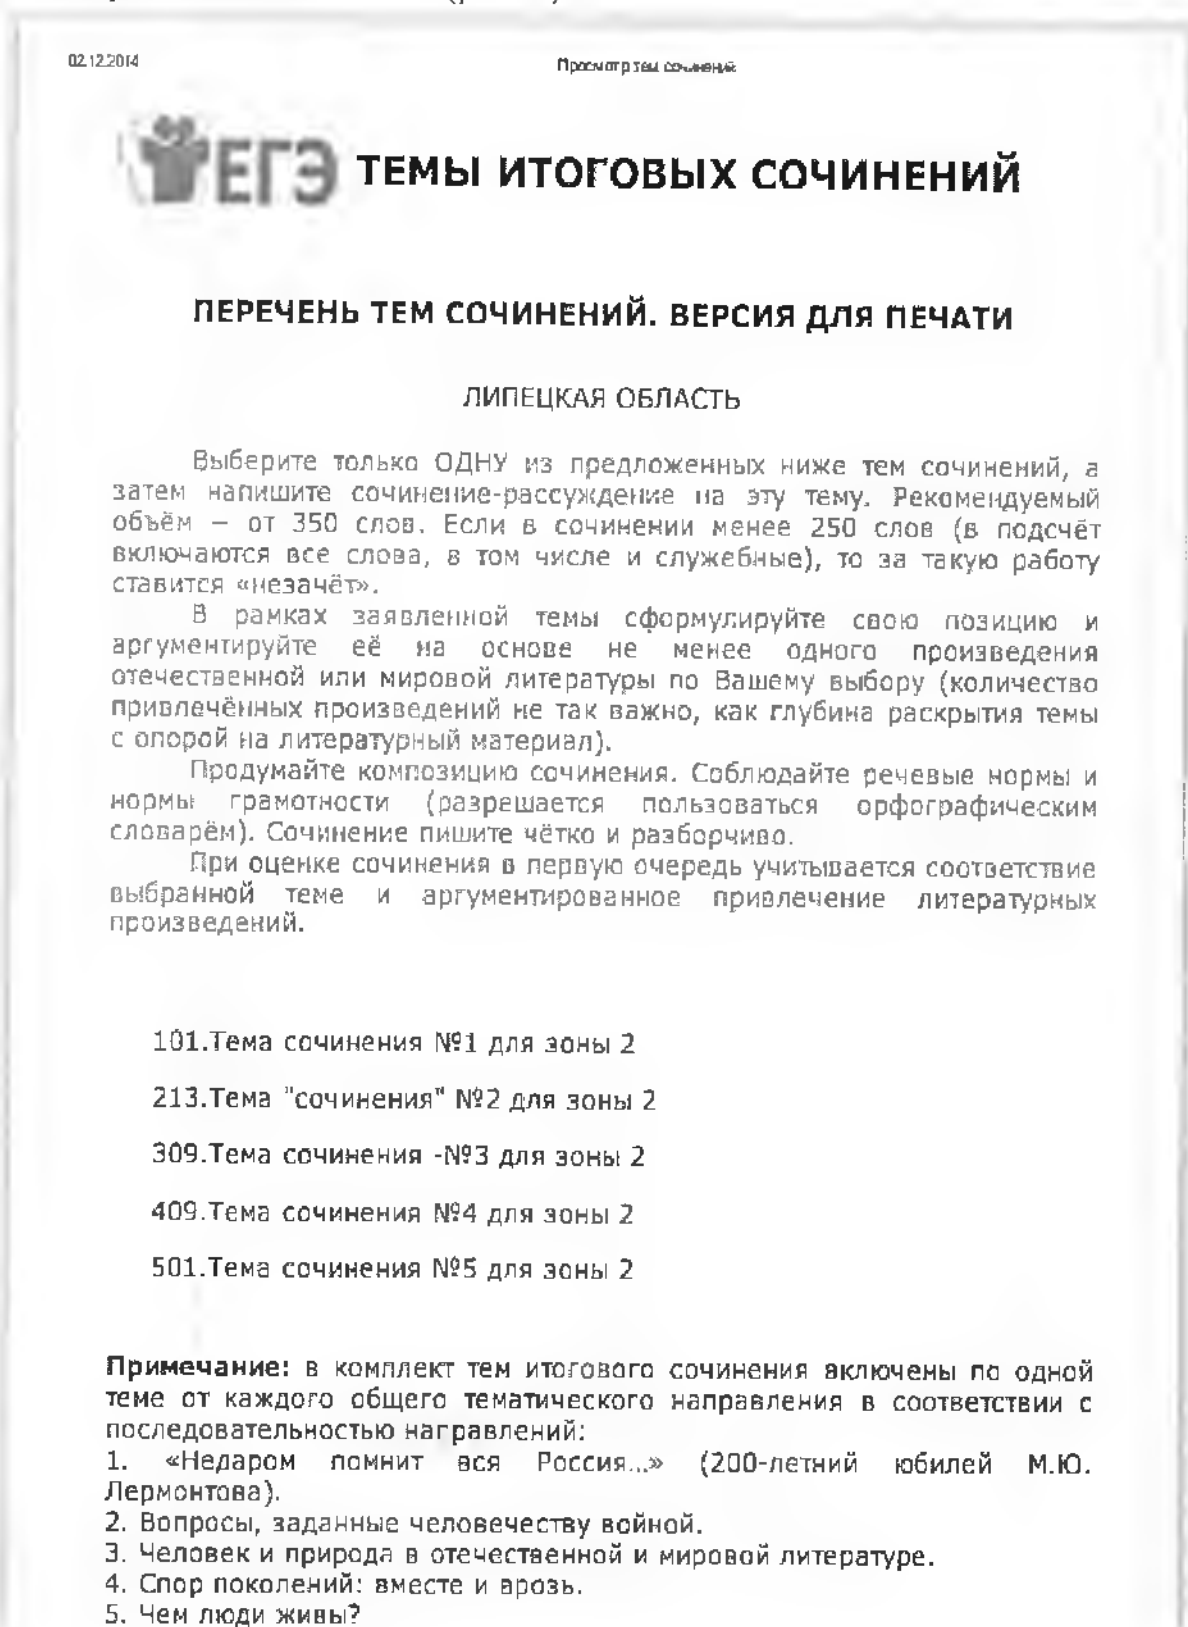 02.12.2014
Просмотр тем сочинений
ЕГЭ ТЕМЫ ИТОГОВЫХ СОЧИНЕНИЙ
ПЕРЕЧЕНЬ ТЕМ СОЧИНЕНИЙ. ВЕРСИЯ ДЛЯ ПЕЧАТИ
ЛИПЕЦКАЯ ОБЛАСТЬ
Выберите только ОДНУ из предложенных ниже тем сочинений, а
затем напишите сочинение-рассуждение на эту тему. Рекомендуемый
объём – от 350 слов. Если в сочинении менее 250 слов (в подсчёт
включаются все слова, в том числе и служебные), то за такую работу
ставится «незачёт».
В рамках заявленной темы сформулируйте свою позицию и
аргументируйте её на основе не менее одного произведения
отечественной или мировой литературы по Вашему выбору (количество
привлечённых произведений не так важно, как глубина раскрытия темы
с опорой на литературный материал).
Продумайте композицию сочинения. Соблюдайте речевые нормы и
нормы грамотности (разрешается пользоваться орфографическим
словарём). Сочинение пишите чётко и разборчиво.
При оценке сочинения в первую очередь учитывается соответствие
выбранной теме и аргументированное привлечение литературных
произведений.
101.Тема сочинения №1 для зоны 2
213.Тема "сочинения" №2 для зоны 2
309.Тема сочинения -№3 для зоны 2
409.Тема сочинения №4 для зоны 2
501.Тема сочинения №5 для зоны 2
Примечание: в комплект тем итогового сочинения включены по одной
теме от каждого общего тематического направления в соответствии с
последовательностью направлений:
1. «Недаром помнит вся Россия…» (200-летний юбилей М.Ю.
Лермонтова).
2. Вопросы, заданные человечеству войной.
3. Человек и природа в отечественной и мировой литературе.
4. Спор поколений: вместе и врозь.
5. Чем люди живы?